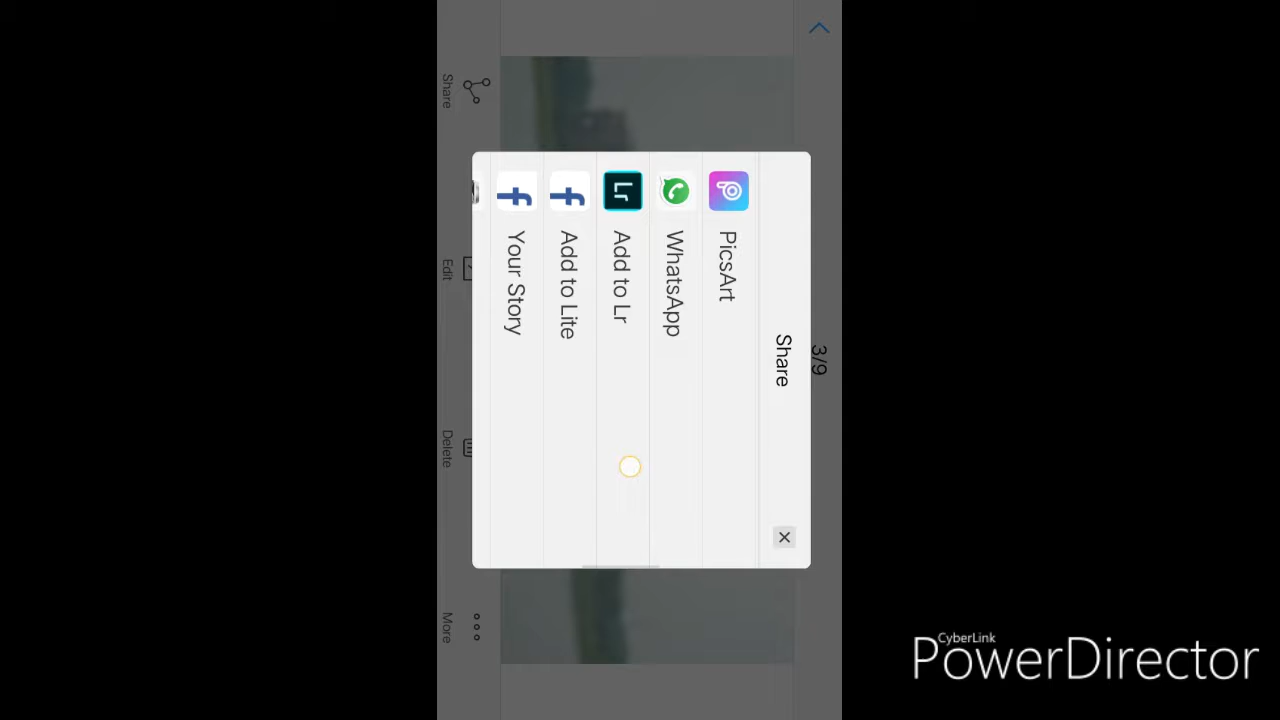 3/9
Share
PicsArt
WhatsApp
Lr
Add to Lr
Add to Lite
Your Story
Share
Edit
Delete
More
CyberLink
PowerDirector